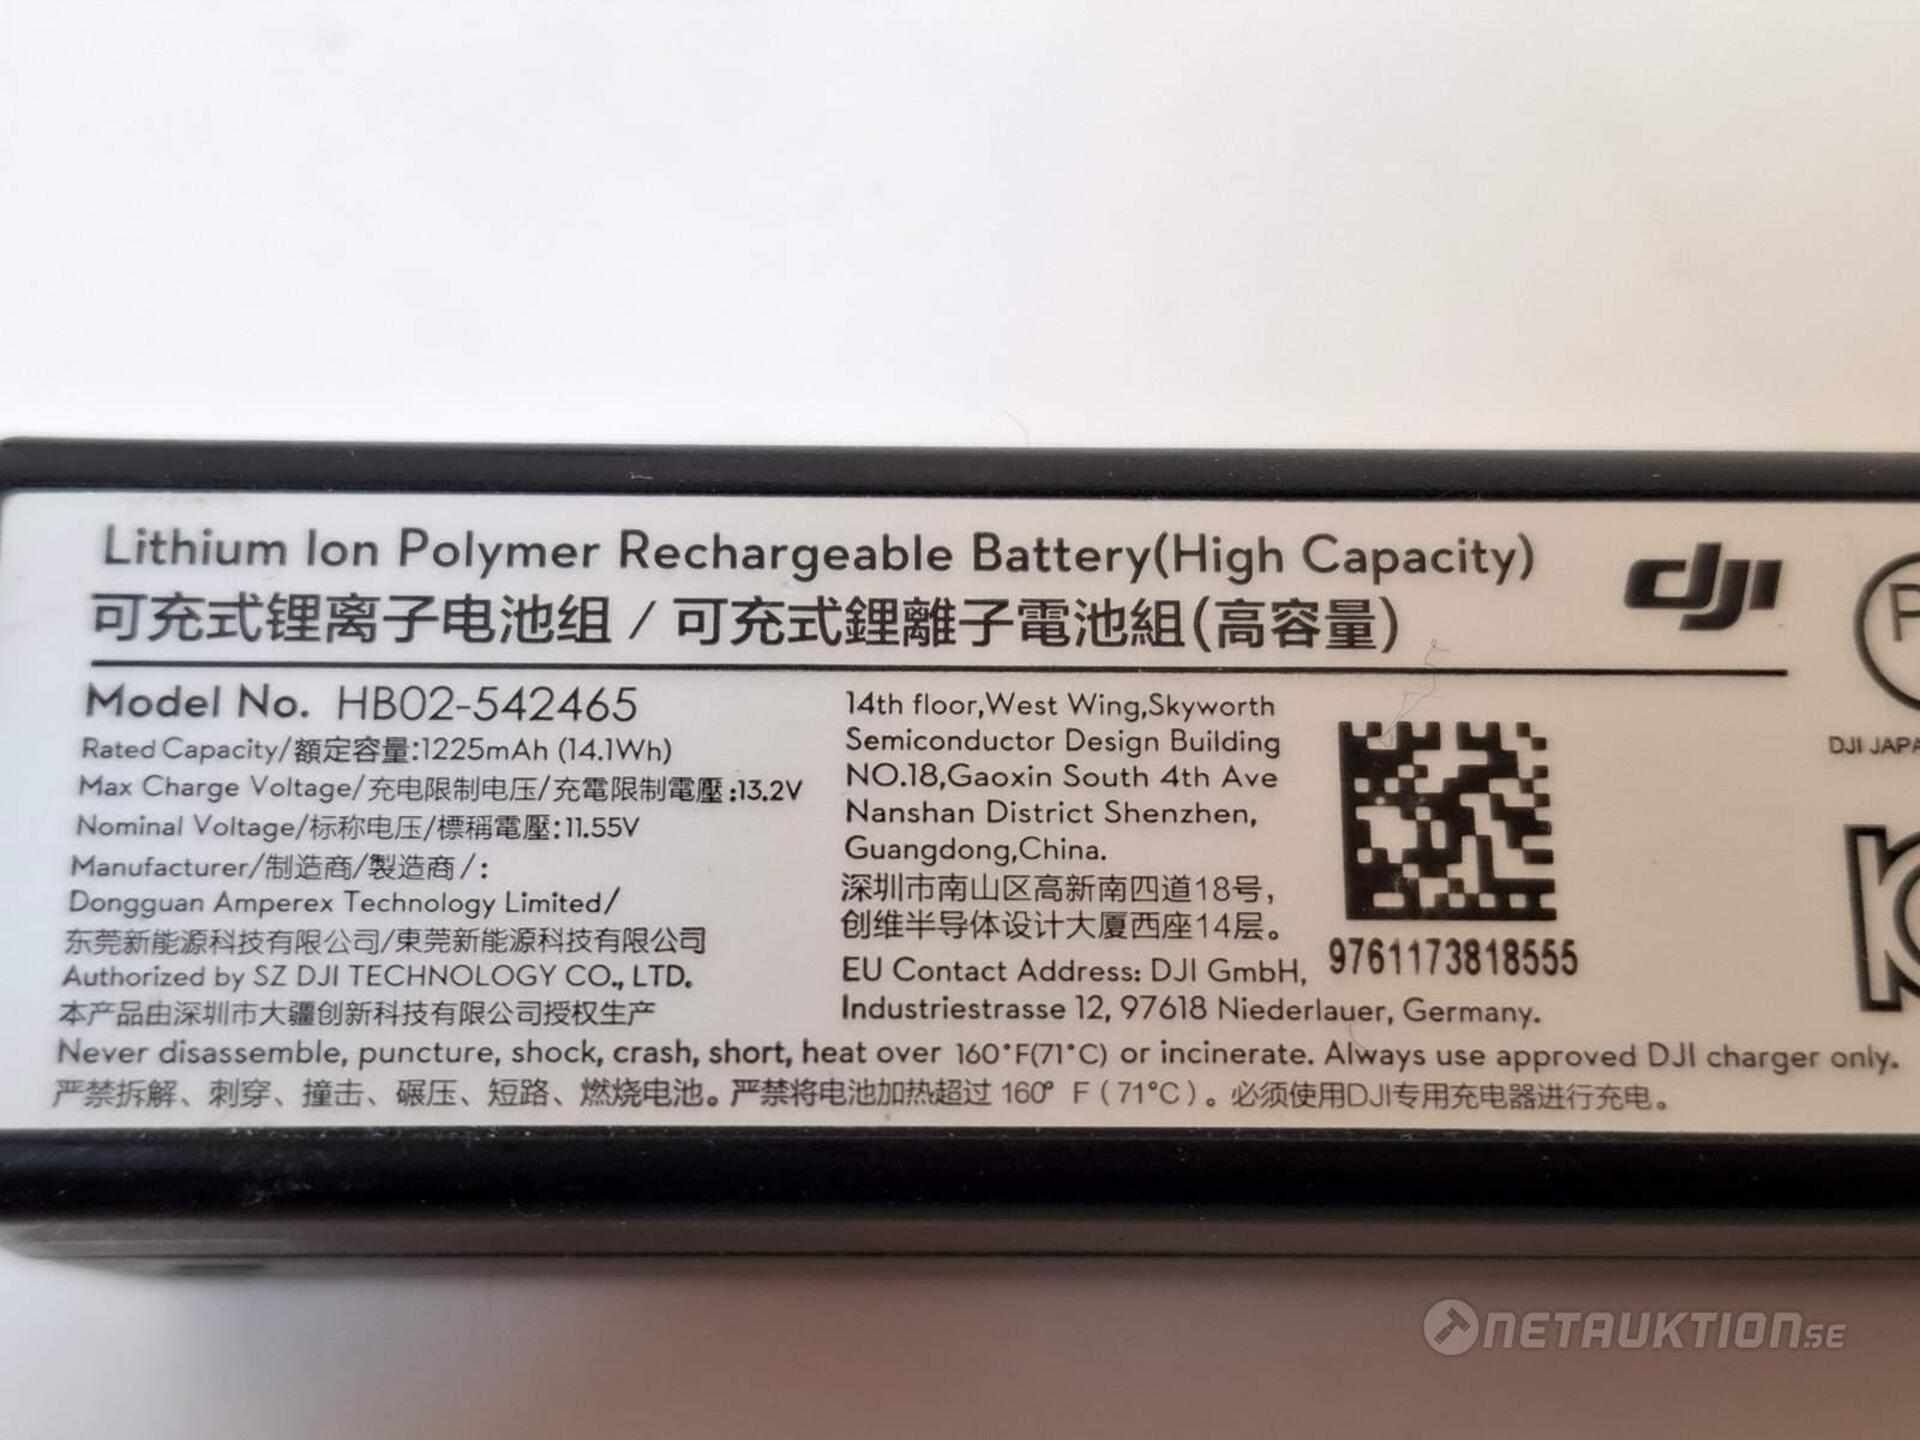 Lithium Ion Polymer Rechargeable Battery(High Capacity)
可充式锂离子电池组 / 可充式鋰離子電池組(高容量)
dji
Model No. HB02-542465
Rated Capacity/額定容量:1225mAh (14.1Wh)
Max Charge Voltage/充电限制电压/充電限制電壓:13.2V
Nominal Voltage/标称电压/標稱電壓:11.55V
Manufacturer/制造商/製造商/:
Dongguan Amperex Technology Limited/
东莞新能源科技有限公司/東莞新能源科技有限公司
Authorized by SZ DJI TECHNOLOGY CO., LTD.
本产品由深圳市大疆创新科技有限公司授权生产
14th floor,West Wing,Skyworth
Semiconductor Design Building
NO.18,Gaoxin South 4th Ave
Nanshan District Shenzhen,
Guangdong,China.
深圳市南山区高新南四道18号,
创维半导体设计大厦西座14层。
EU Contact Address: DJI GmbH,
Industriestrasse 12, 97618 Niederlauer, Germany.
9761173818555
DJI JAPA
Never disassemble, puncture, shock, crash, short, heat over 160°F(71°C) or incinerate. Always use approved DJI charger only.
严禁拆解、刺穿、撞击、碾压、短路、燃烧电池。严禁将电池加热超过 160° F ( 71°C ) 。必须使用DJI专用充电器进行充电。
NETAUKTION.SE